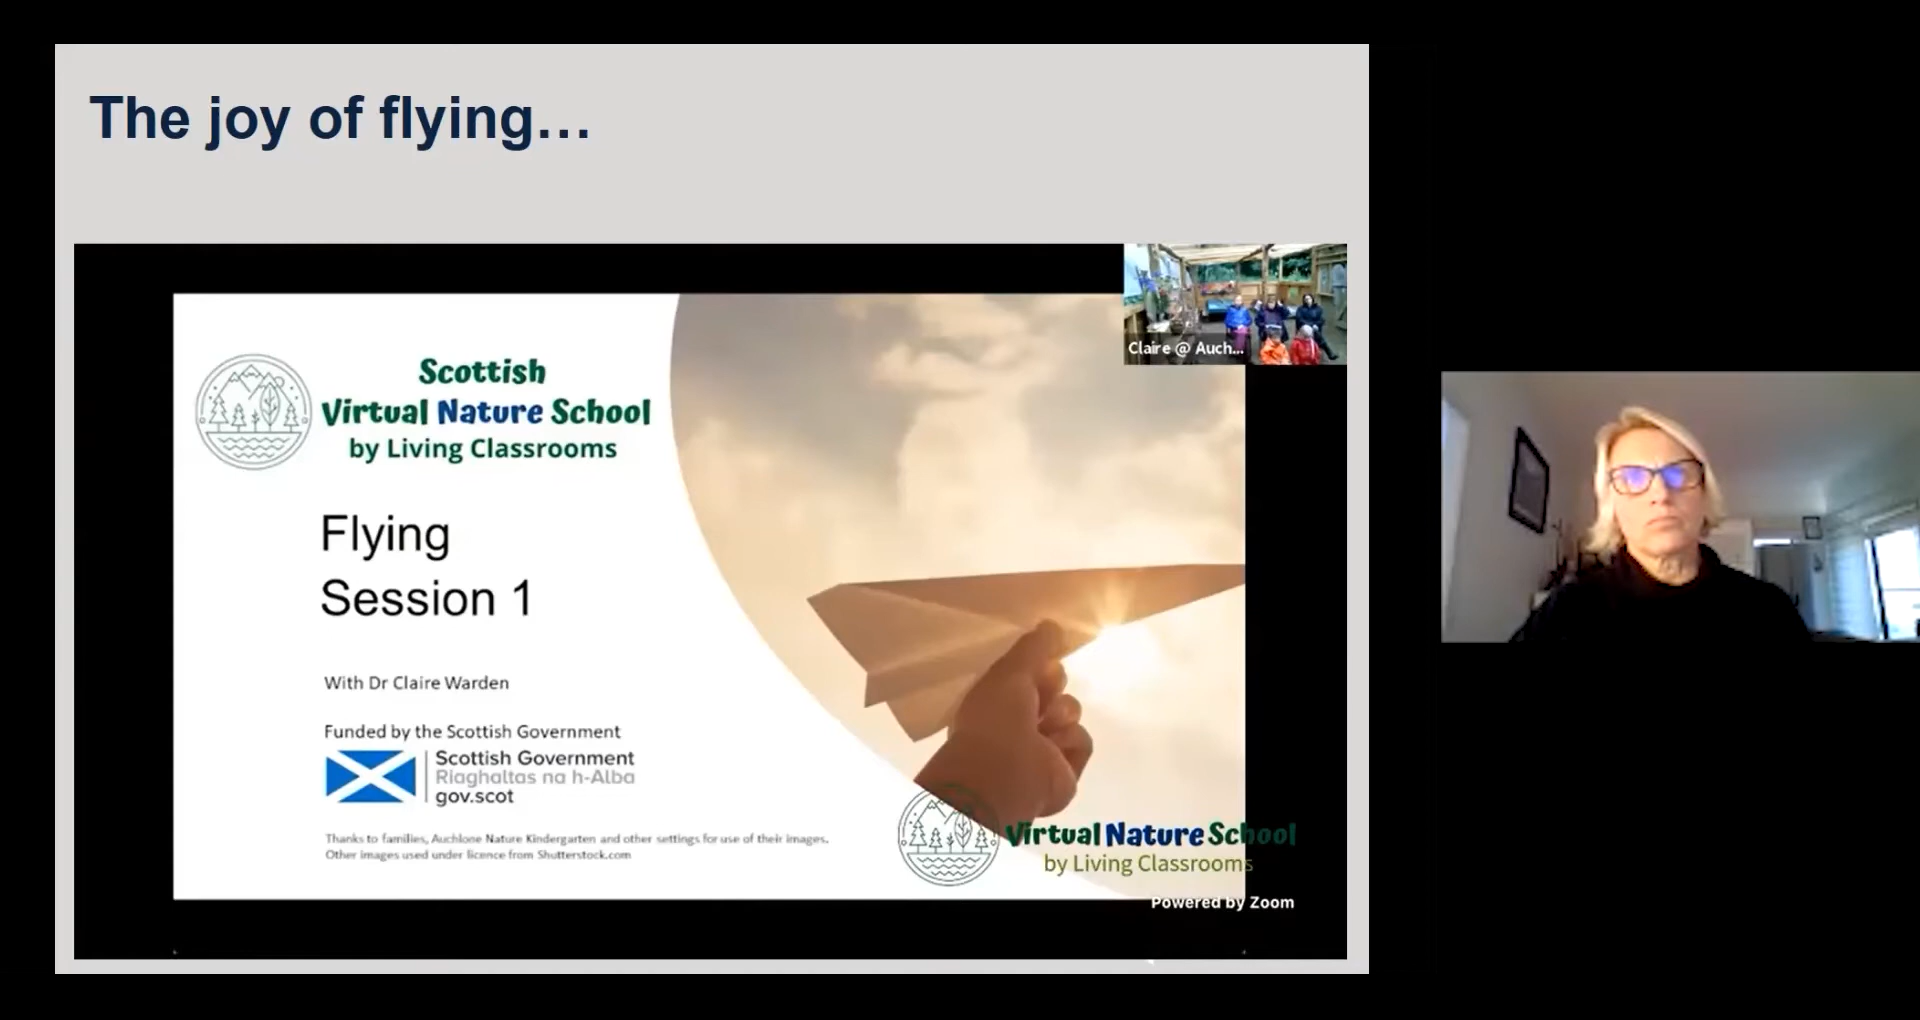 The joy of flying...
Claire @ Auch...
Scottish
Virtual Nature School
by Living Classrooms
Flying
Session 1
With Dr Claire Warden
Funded by the Scottish Government
Scottish Government
Riaghaltas na h-Alba
gov.scot
Thanks to families, Auchlone Nature Kindergarten and other settings for use of their images.
Other images used under licence from Shutterstock.com
Virtual Nature School
by Living Classrooms
Powered by Zoom